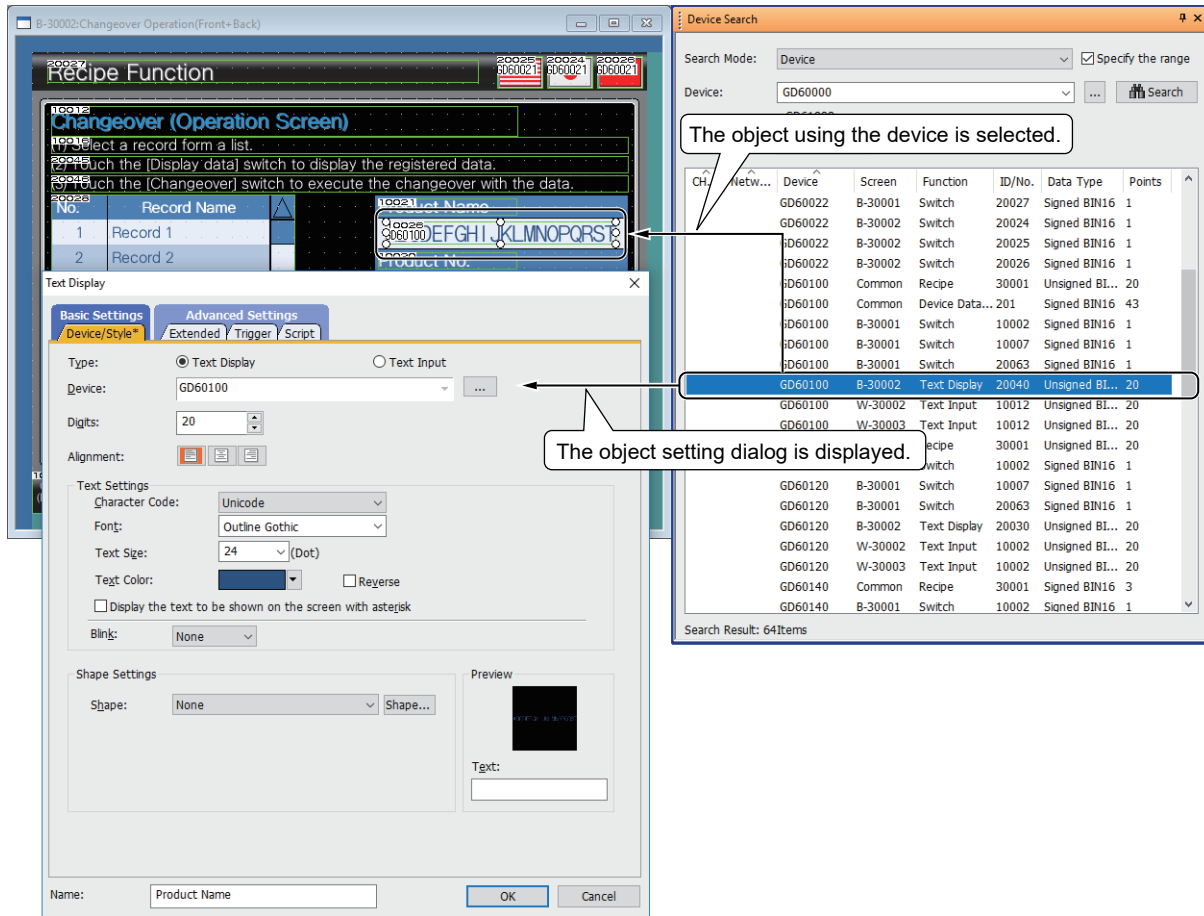 B-30002:Changeover Operation(Front+Back)
20027
Recipe Function
20025 20024 20026
GD60021 GD60021 GD60021
10012
Changeover (Operation Screen)
(1) Select a record form a list.
20045
(2) Touch the [Display data] switch to display the registered data.
20046
(3) Touch the [Changeover] switch to execute the changeover with the data.
20028
No. Record Name
1 Record 1
2 Record 2
10021
Product Name
GD60100DEFGHIJKLMNOPQRST
Product No.
Text Display
Basic Settings
Advanced Settings
Device/Style*
Extended
Trigger
Script
Type:
Text Display
Text Input
Device:
GD60100
...
Digits:
20
Alignment:
Text Settings
Character Code:
Unicode
Font:
Outline Gothic
Text Size:
24
(Dot)
Text Color:
Reverse
Display the text to be shown on the screen with asterisk
Blink:
None
Shape Settings
Shape:
None
Shape...
Preview
Text:
Name:
Product Name
OK
Cancel
Device Search
Search Mode:
Device
Specify the range
Device:
GD60000
...
Search
The object using the device is selected.
CH. Netw... Device Screen Function ID/No. Data Type Points
GD60022 B-30001 Switch 20027 Signed BIN16 1
GD60022 B-30002 Switch 20024 Signed BIN16 1
GD60022 B-30002 Switch 20025 Signed BIN16 1
GD60022 B-30002 Switch 20026 Signed BIN16 1
GD60100 Common Recipe 30001 Unsigned BI... 20
GD60100 Common Device Data... 201 Signed BIN16 43
GD60100 B-30001 Switch 10002 Signed BIN16 1
GD60100 B-30001 Switch 10007 Signed BIN16 1
GD60100 B-30001 Switch 20063 Signed BIN16 1
GD60100 B-30002 Text Display 20040 Unsigned BI... 20
GD60100 W-30002 Text Input 10012 Unsigned BI... 20
GD60100 W-30003 Text Input 10012 Unsigned BI... 20
ecipe 30001 Unsigned BI... 20
The object setting dialog is displayed.
witch 10002 Signed BIN16 1
GD60120 B-30001 Switch 10007 Signed BIN16 1
GD60120 B-30001 Switch 20063 Signed BIN16 1
GD60120 B-30002 Text Display 20030 Unsigned BI... 20
GD60120 W-30002 Text Input 10002 Unsigned BI... 20
GD60120 W-30003 Text Input 10002 Unsigned BI... 20
GD60140 Common Recipe 30001 Signed BIN16 3
GD60140 B-30001 Switch 10002 Signed BIN16 1
Search Result: 64Items